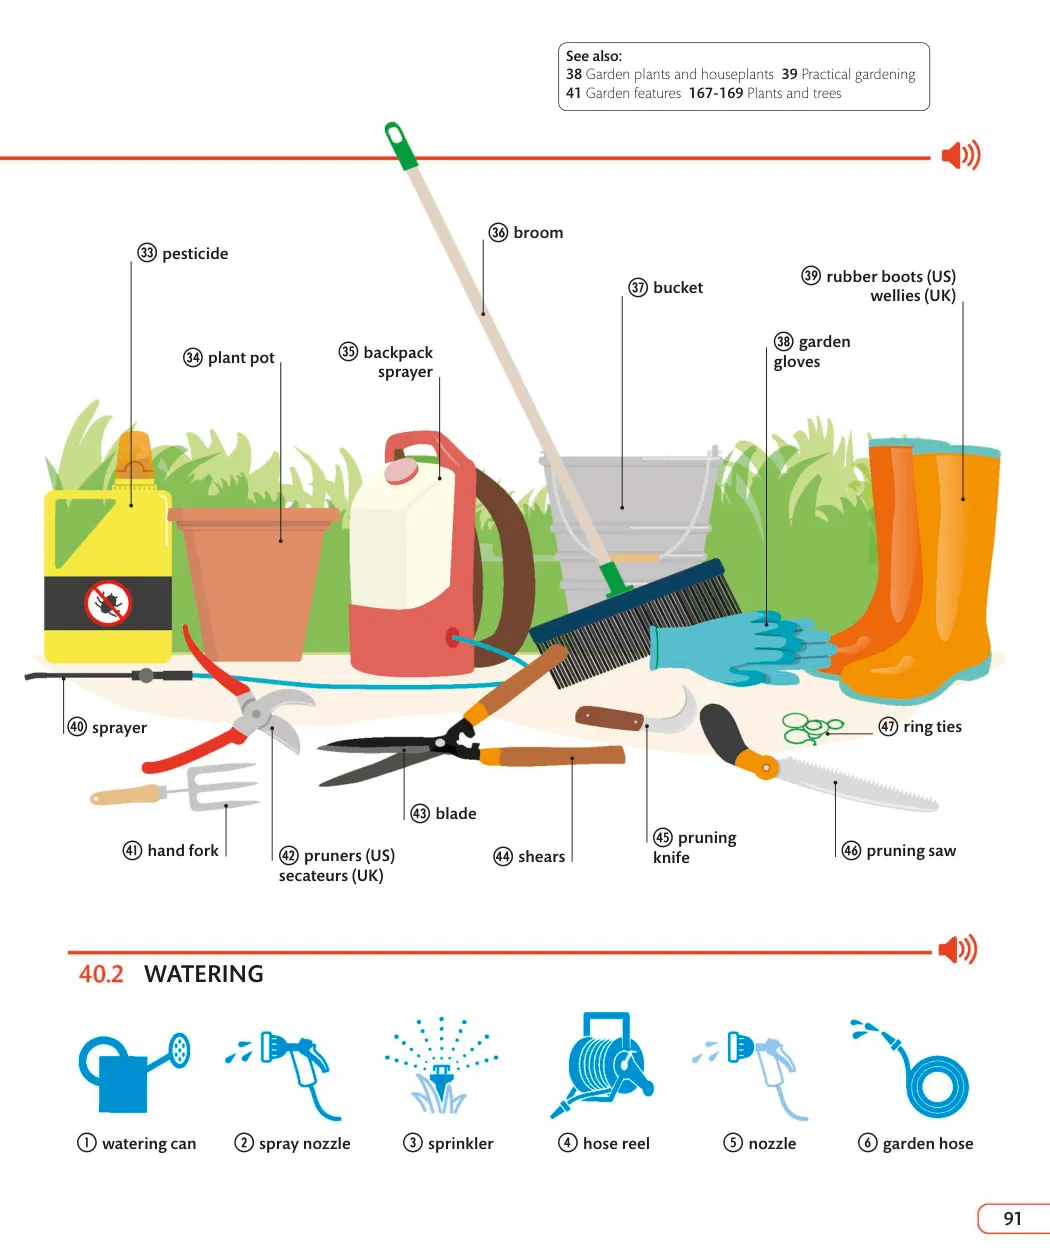 See also:
38 Garden plants and houseplants 39 Practical gardening
41 Garden features 167-169 Plants and trees
36 broom
33 pesticide
39 rubber boots (US)
wellies (UK)
37 bucket
38 garden
gloves
34 plant pot
35 backpack
sprayer
40 sprayer
47 ring ties
43 blade
41 hand fork
42 pruners (US)
secateurs (UK)
44 shears
45 pruning
knife
46 pruning saw
40.2 WATERING
1 watering can
2 spray nozzle
3 sprinkler
4 hose reel
5 nozzle
6 garden hose
91